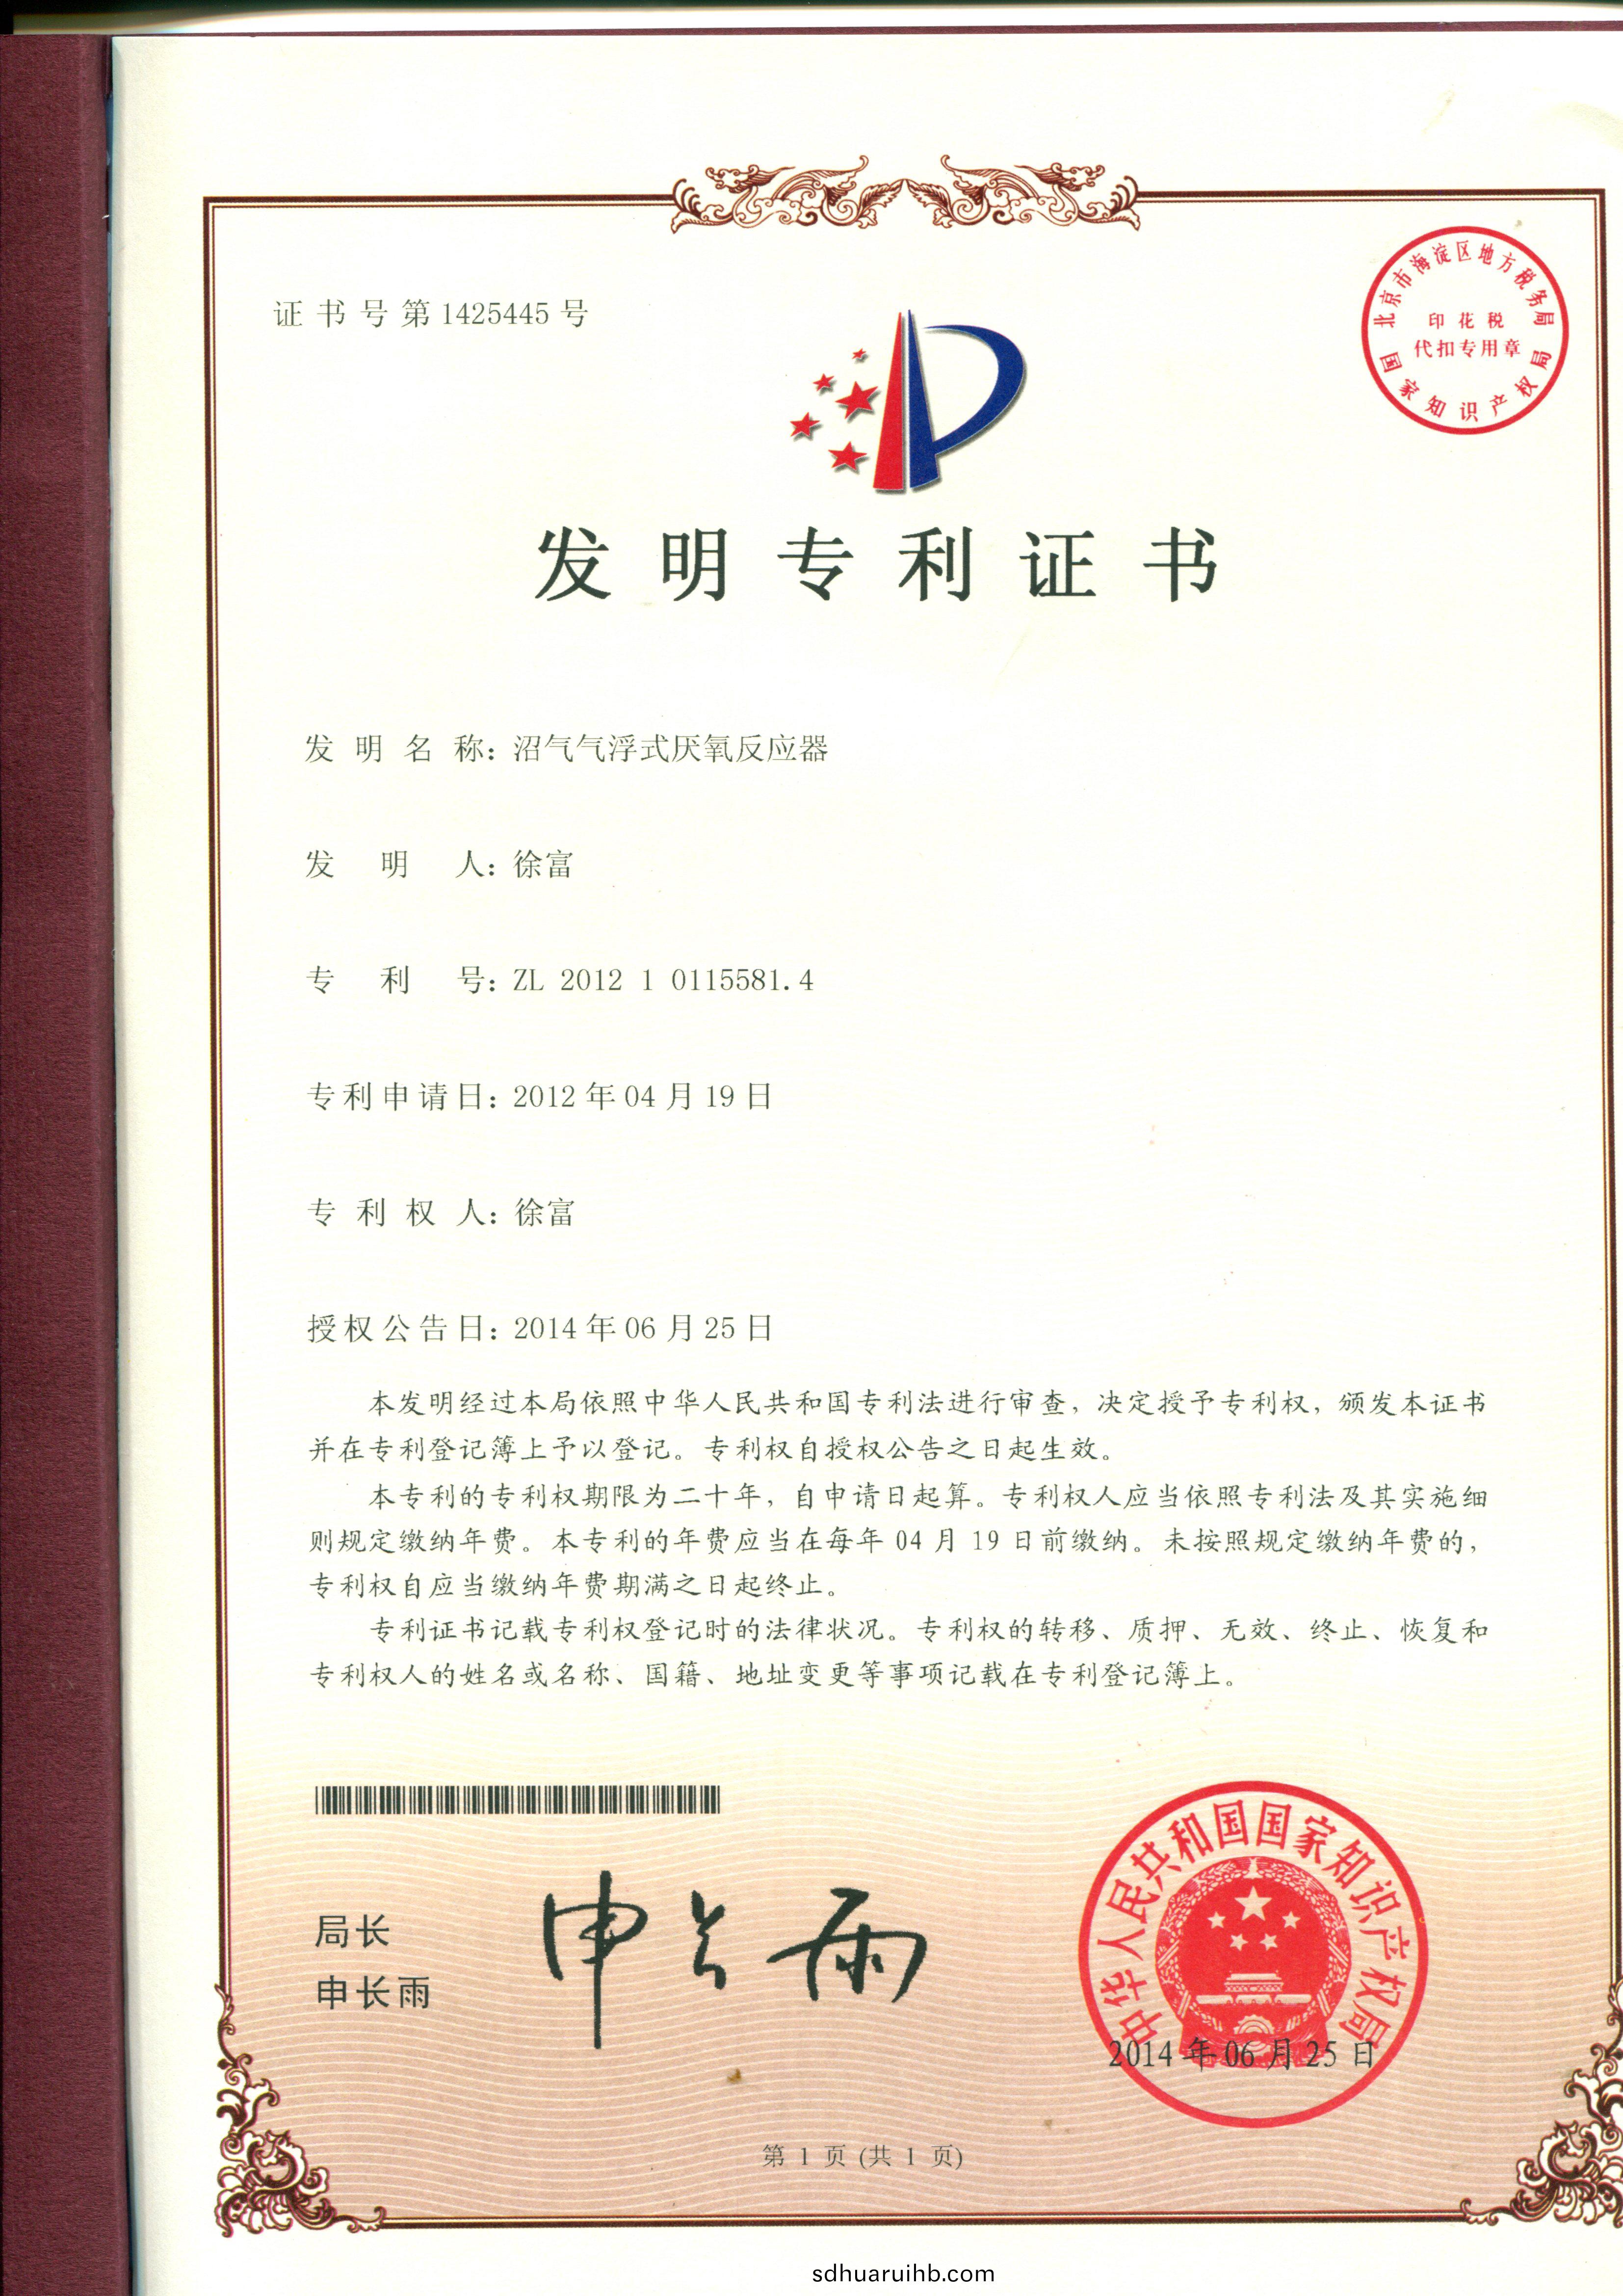 证书号第1425445号
北京市海淀区地方税务局
印花税
代扣专用章
国家知识产权局
发明专利证书
发明名称：沼气气浮式厌氧反应器
发明人：徐富
专利号：ZL 2012 1 0115581.4
专利申请日：2012年04月19日
专利权人：徐富
授权公告日：2014年06月25日
本发明经过本局依照中华人民共和国专利法进行审查，决定授予专利权，颁发本证书
并在专利登记簿上予以登记。专利权自授权公告之日起生效。
本专利的专利权期限为二十年，自申请日起算。专利权人应当依照专利法及其实施细
则规定缴纳年费。本专利的年费应当在每年04月19日前缴纳。未按照规定缴纳年费的，
专利权自应当缴纳年费期满之日起终止。
专利证书记载专利权登记时的法律状况。专利权的转移、质押、无效、终止、恢复和
专利权人的姓名或名称、国籍、地址变更等事项记载在专利登记簿上。
局长
申长雨
申长雨
中华人民共和国国家知识产权局
2014年06月25日
第 1 页 (共 1 页)
sdhuaruihb.com